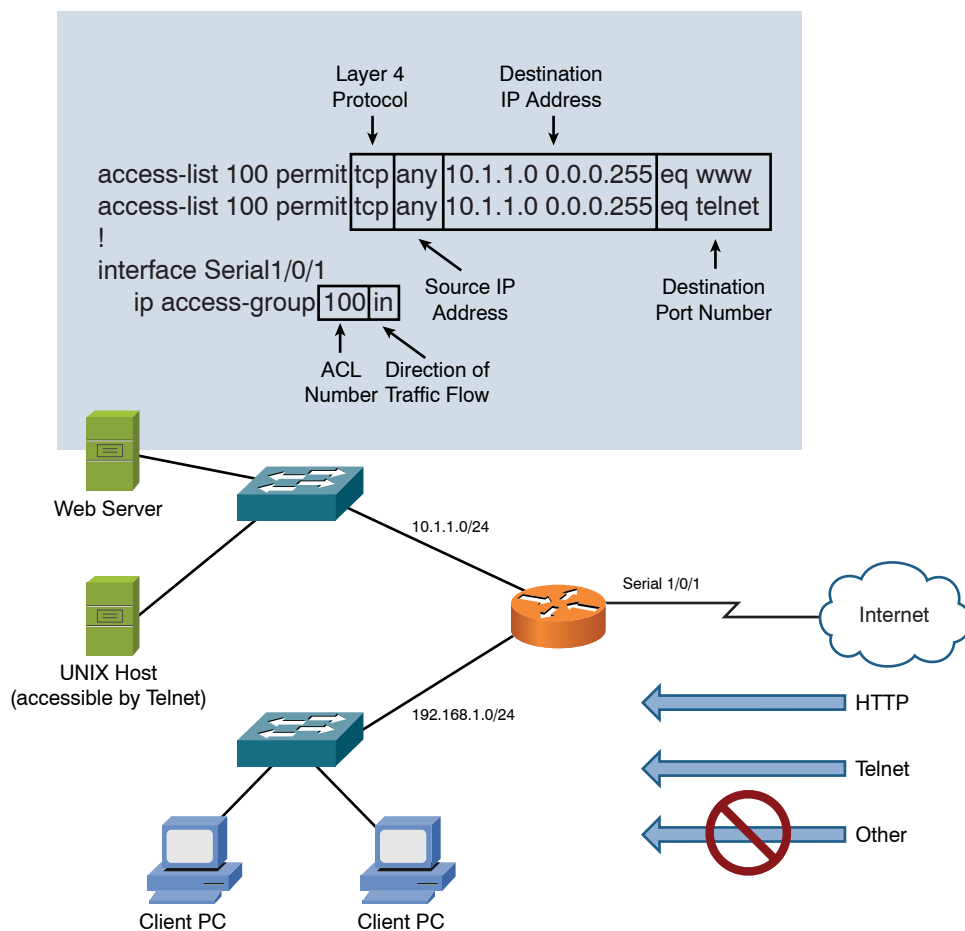 Layer 4
Protocol
Destination
IP Address
access-list 100 permit tcp any 10.1.1.0 0.0.0.255 eq www
access-list 100 permit tcp any 10.1.1.0 0.0.0.255 eq telnet
!
interface Serial1/0/1
ip access-group 100 in
Source IP
Address
Destination
Port Number
ACL
Number
Direction of
Traffic Flow
Web Server
10.1.1.0/24
Serial 1/0/1
Internet
UNIX Host
(accessible by Telnet)
192.168.1.0/24
HTTP
Telnet
Other
Client PC
Client PC